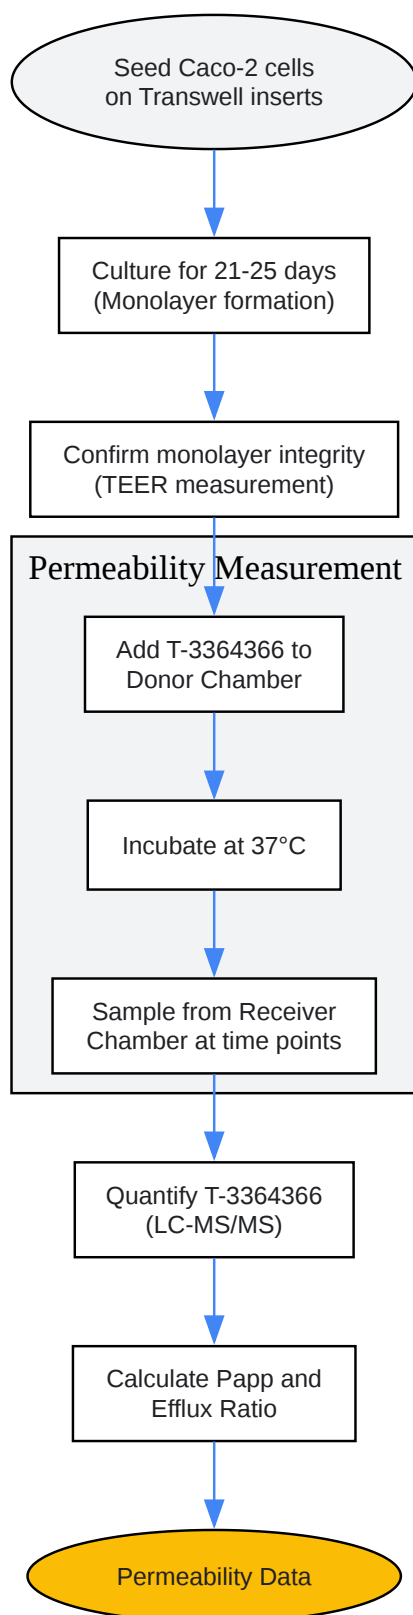 Seed Caco-2 cells
on Transwell inserts
Culture for 21-25 days
(Monolayer formation)
Confirm monolayer integrity
(TEER measurement)
Permeability Measurement
Add T-3364366 to
Donor Chamber
Incubate at 37°C
Sample from Receiver
Chamber at time points
Quantify T-3364366
(LC-MS/MS)
Calculate Papp and
Efflux Ratio
Permeability Data